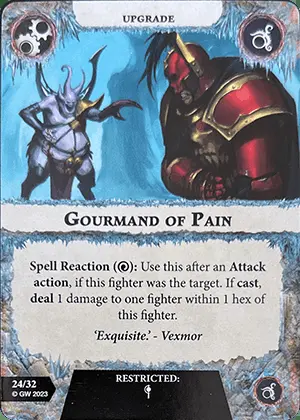 UPGRADE
GOURMAND OF PAIN
Spell Reaction (): Use this after an Attack
action, if this fighter was the target. If cast,
deal 1 damage to one fighter within 1 hex of
this fighter.
'Exquisite.' - Vexmor
24/32
© GW 2023
RESTRICTED: